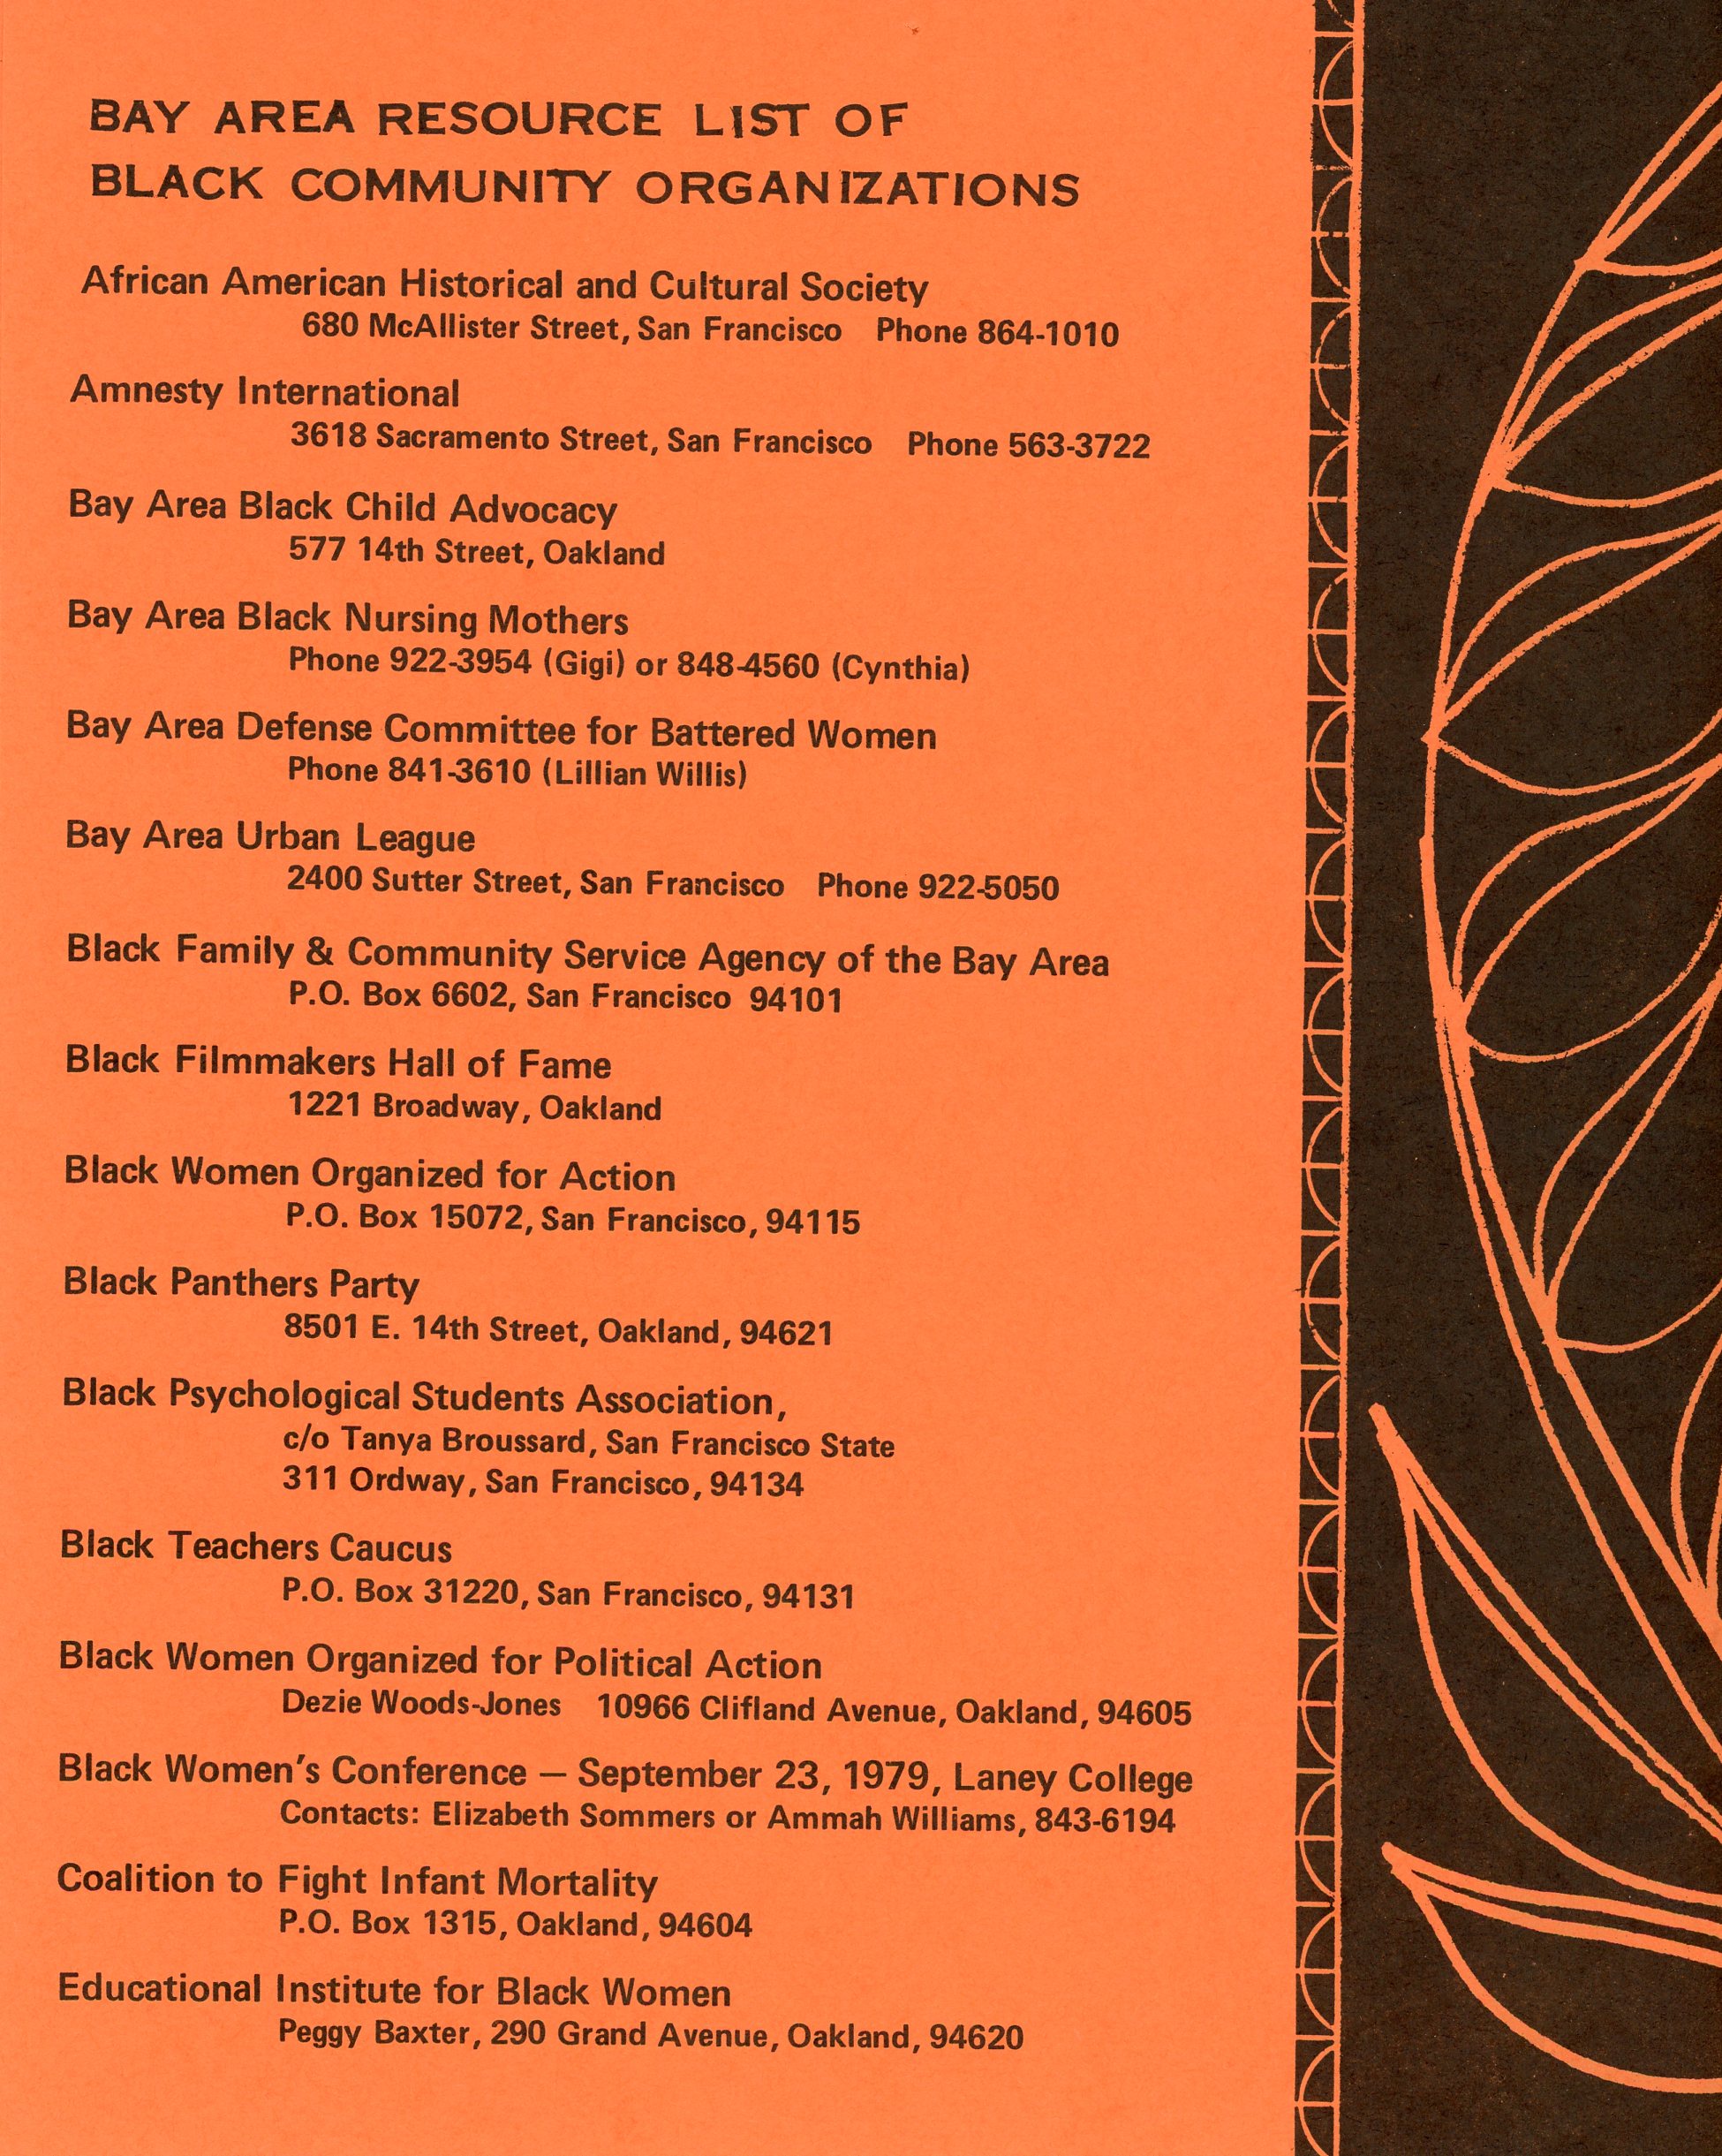 BAY AREA RESOURCE LIST OF
BLACK COMMUNITY ORGANIZATIONS
African American Historical and Cultural Society
680 McAllister Street, San Francisco Phone 864-1010
Amnesty International
3618 Sacramento Street, San Francisco Phone 563-3722
Bay Area Black Child Advocacy
577 14th Street, Oakland
Bay Area Black Nursing Mothers
Phone 922-3954 (Gigi) or 848-4560 (Cynthia)
Bay Area Defense Committee for Battered Women
Phone 841-3610 (Lillian Willis)
Bay Area Urban League
2400 Sutter Street, San Francisco Phone 922-5050
Black Family & Community Service Agency of the Bay Area
P.O. Box 6602, San Francisco 94101
Black Filmmakers Hall of Fame
1221 Broadway, Oakland
Black Women Organized for Action
P.O. Box 15072, San Francisco, 94115
Black Panthers Party
8501 E. 14th Street, Oakland, 94621
Black Psychological Students Association,
c/o Tanya Broussard, San Francisco State
311 Ordway, San Francisco, 94134
Black Teachers Caucus
P.O. Box 31220, San Francisco, 94131
Black Women Organized for Political Action
Dezie Woods-Jones 10966 Clifland Avenue, Oakland, 94605
Black Women's Conference — September 23, 1979, Laney College
Contacts: Elizabeth Sommers or Ammah Williams, 843-6194
Coalition to Fight Infant Mortality
P.O. Box 1315, Oakland, 94604
Educational Institute for Black Women
Peggy Baxter, 290 Grand Avenue, Oakland, 94620